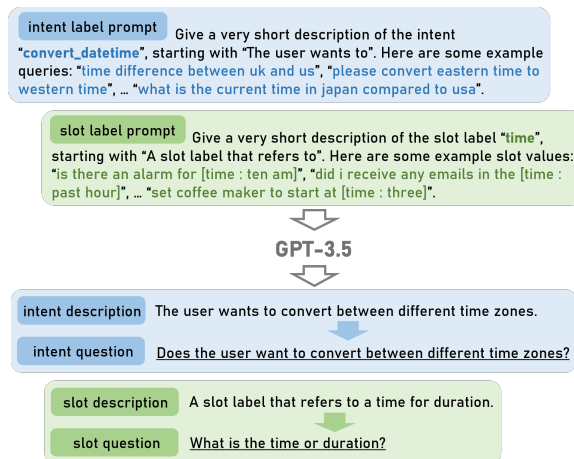 intent label prompt Give a very short description of the intent
“convert_datetime”, starting with “The user wants to”. Here are some example
queries: “time difference between uk and us”, “please convert eastern time to
western time”, … “what is the current time in japan compared to usa”.
slot label prompt Give a very short description of the slot label “time”,
starting with “A slot label that refers to”. Here are some example slot values:
“is there an alarm for [time : ten am]”, “did i receive any emails in the [time :
past hour]”, … “set coffee maker to start at [time : three]”.
GPT-3.5
intent description The user wants to convert between different time zones.
intent question Does the user want to convert between different time zones?
slot description A slot label that refers to a time for duration.
slot question What is the time or duration?